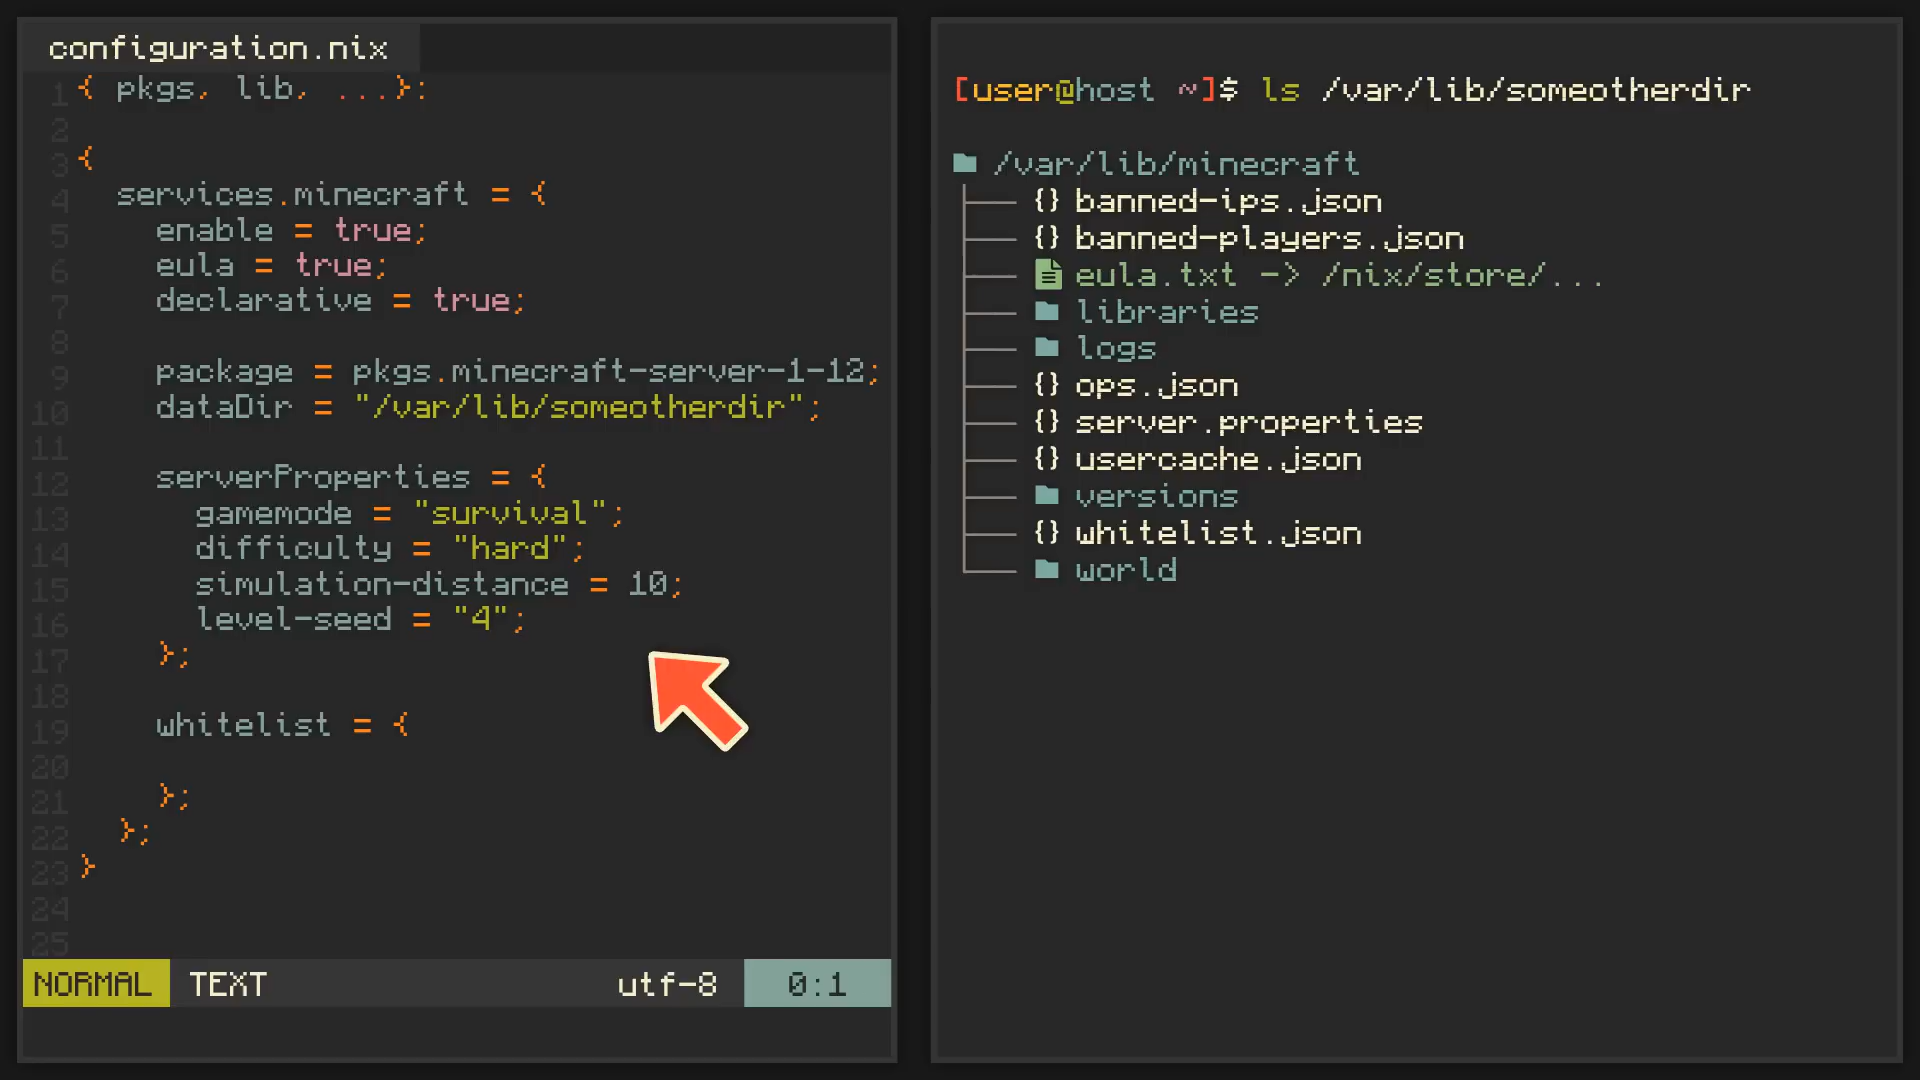 configuration.nix
1 { pkgs, lib, ...}:
2
3 {
4 services.minecraft = {
5 enable = true;
6 eula = true;
7 declarative = true;
8
9 package = pkgs.minecraft-server-1-12;
10 dataDir = "/var/lib/someotherdir";
11
12 serverProperties = {
13 gamemode = "survival";
14 difficulty = "hard";
15 simulation-distance = 10;
16 level-seed = "4";
17 };
18
19 whitelist = {
20
21 };
22 };
23 }
24
25
NORMAL TEXT utf-8 0:1
[user@host ~]$ ls /var/lib/someotherdir
/var/lib/minecraft
{} banned-ips.json
{} banned-players.json
eula.txt -> /nix/store/...
libraries
logs
{} ops.json
{} server.properties
{} usercache.json
versions
{} whitelist.json
world